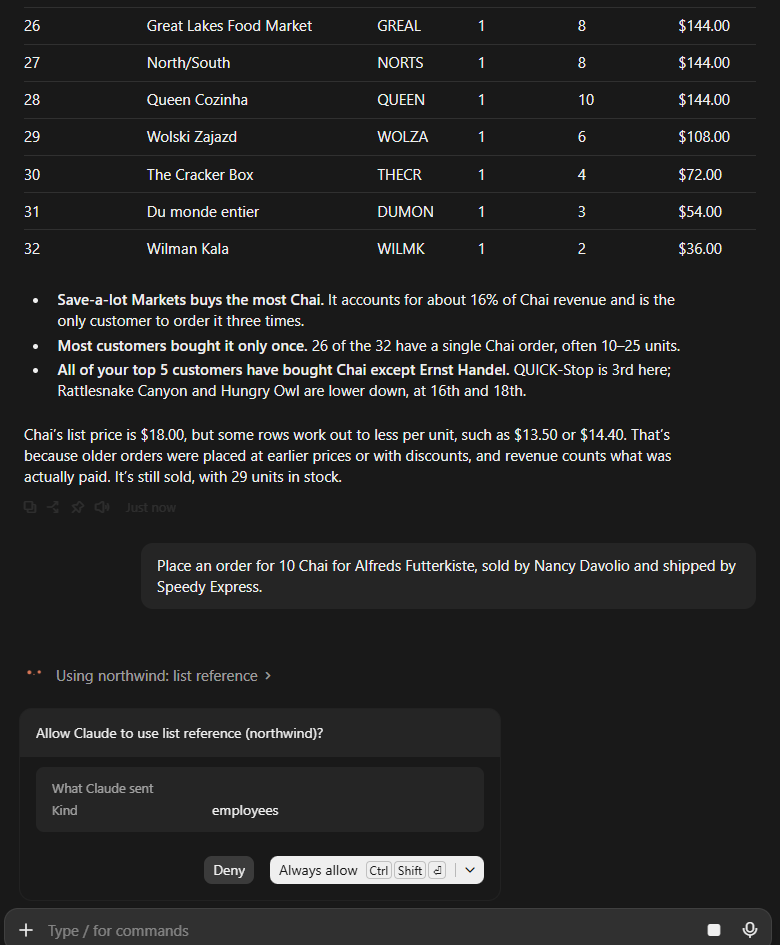 26 Great Lakes Food Market GREAL 1 8 $144.00
27 North/South NORTS 1 8 $144.00
28 Queen Cozinha QUEEN 1 10 $144.00
29 Wolski Zajazd WOLZA 1 6 $108.00
30 The Cracker Box THECR 1 4 $72.00
31 Du monde entier DUMON 1 3 $54.00
32 Wilman Kala WILMK 1 2 $36.00
• Save-a-lot Markets buys the most Chai. It accounts for about 16% of Chai revenue and is the
only customer to order it three times.
• Most customers bought it only once. 26 of the 32 have a single Chai order, often 10–25 units.
• All of your top 5 customers have bought Chai except Ernst Handel. QUICK-Stop is 3rd here;
Rattlesnake Canyon and Hungry Owl are lower down, at 16th and 18th.
Chai’s list price is $18.00, but some rows work out to less per unit, such as $13.50 or $14.40. That’s
because older orders were placed at earlier prices or with discounts, and revenue counts what was
actually paid. It’s still sold, with 29 units in stock.
Just now
Place an order for 10 Chai for Alfreds Futterkiste, sold by Nancy Davolio and shipped by
Speedy Express.
Using northwind: list reference >
Allow Claude to use list reference (northwind)?
What Claude sent
Kind employees
Deny Always allow Ctrl Shift ⏎
+ Type / for commands